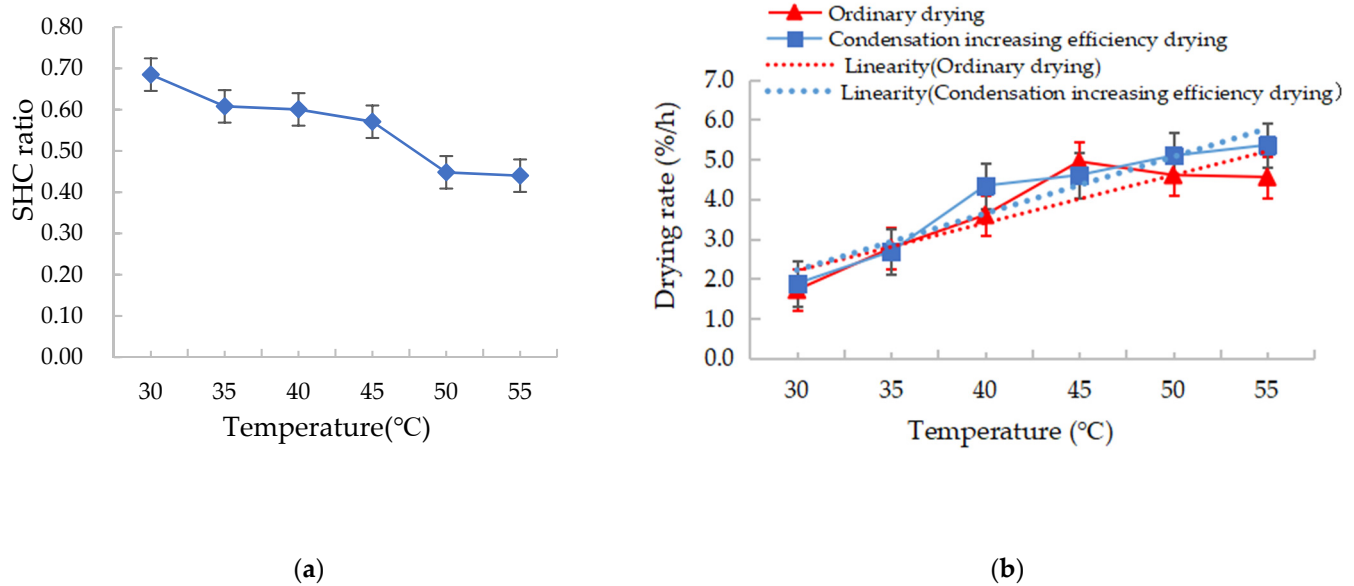 0.80
0.70
0.60
0.50
0.40
0.30
0.20
0.10
0.00
SHC ratio
30 35 40 45 50 55
Temperature(°C)
(a)
Ordinary drying
Condensation increasing efficiency drying
Linearity(Ordinary drying)
Linearity(Condensation increasing efficiency drying)
7.0
6.0
5.0
4.0
3.0
2.0
1.0
0.0
Drying rate (%/h)
30 35 40 45 50 55
Temperature (°C)
(b)